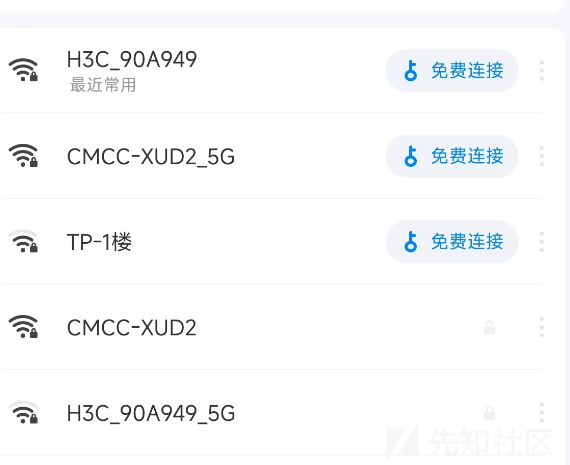 H3C_90A949
免费连接
最近常用
CMCC-XUD2_5G
免费连接
TP-1楼
免费连接
CMCC-XUD2
H3C_90A949_5G
先知社区